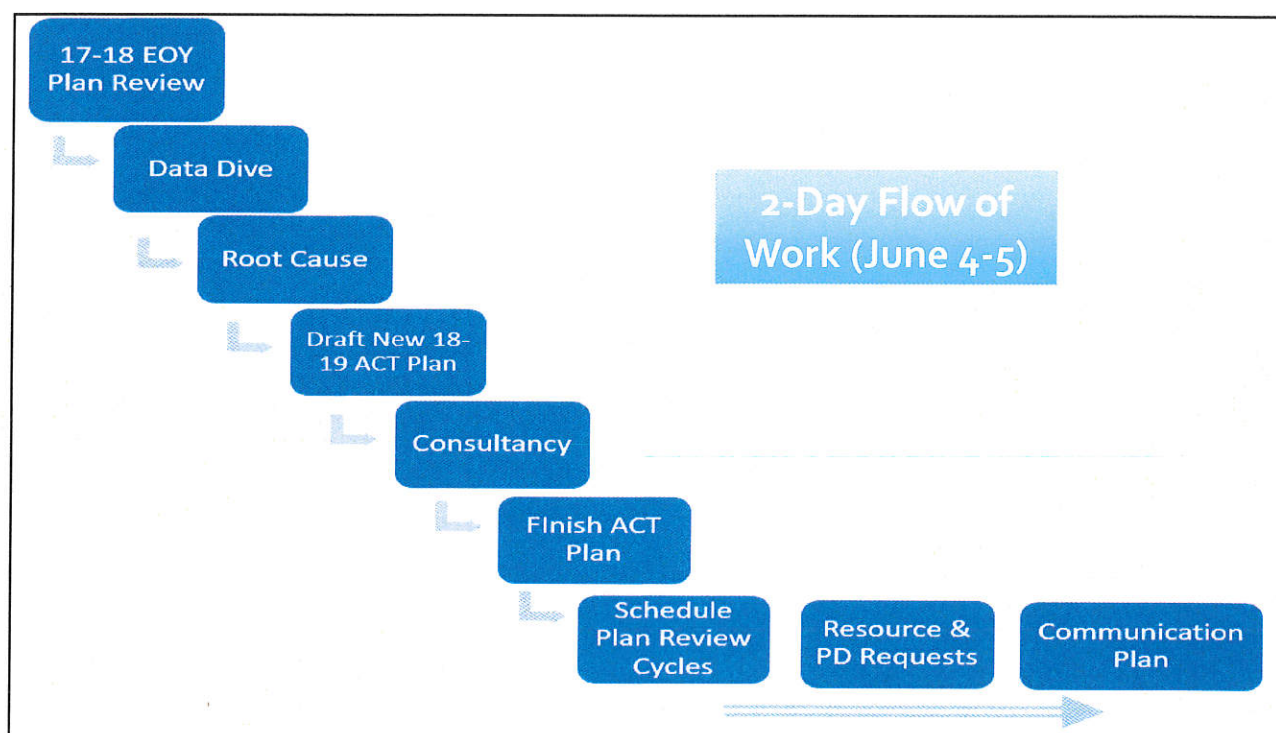 17-18 EOY
Plan Review
Data Dive
2-Day Flow of
Work (June 4-5)
Root Cause
Draft New 18-
19 ACT Plan
Consultancy
FInish ACT
Plan
Schedule
Plan Review
Cycles
Resource &
PD Requests
Communication
Plan